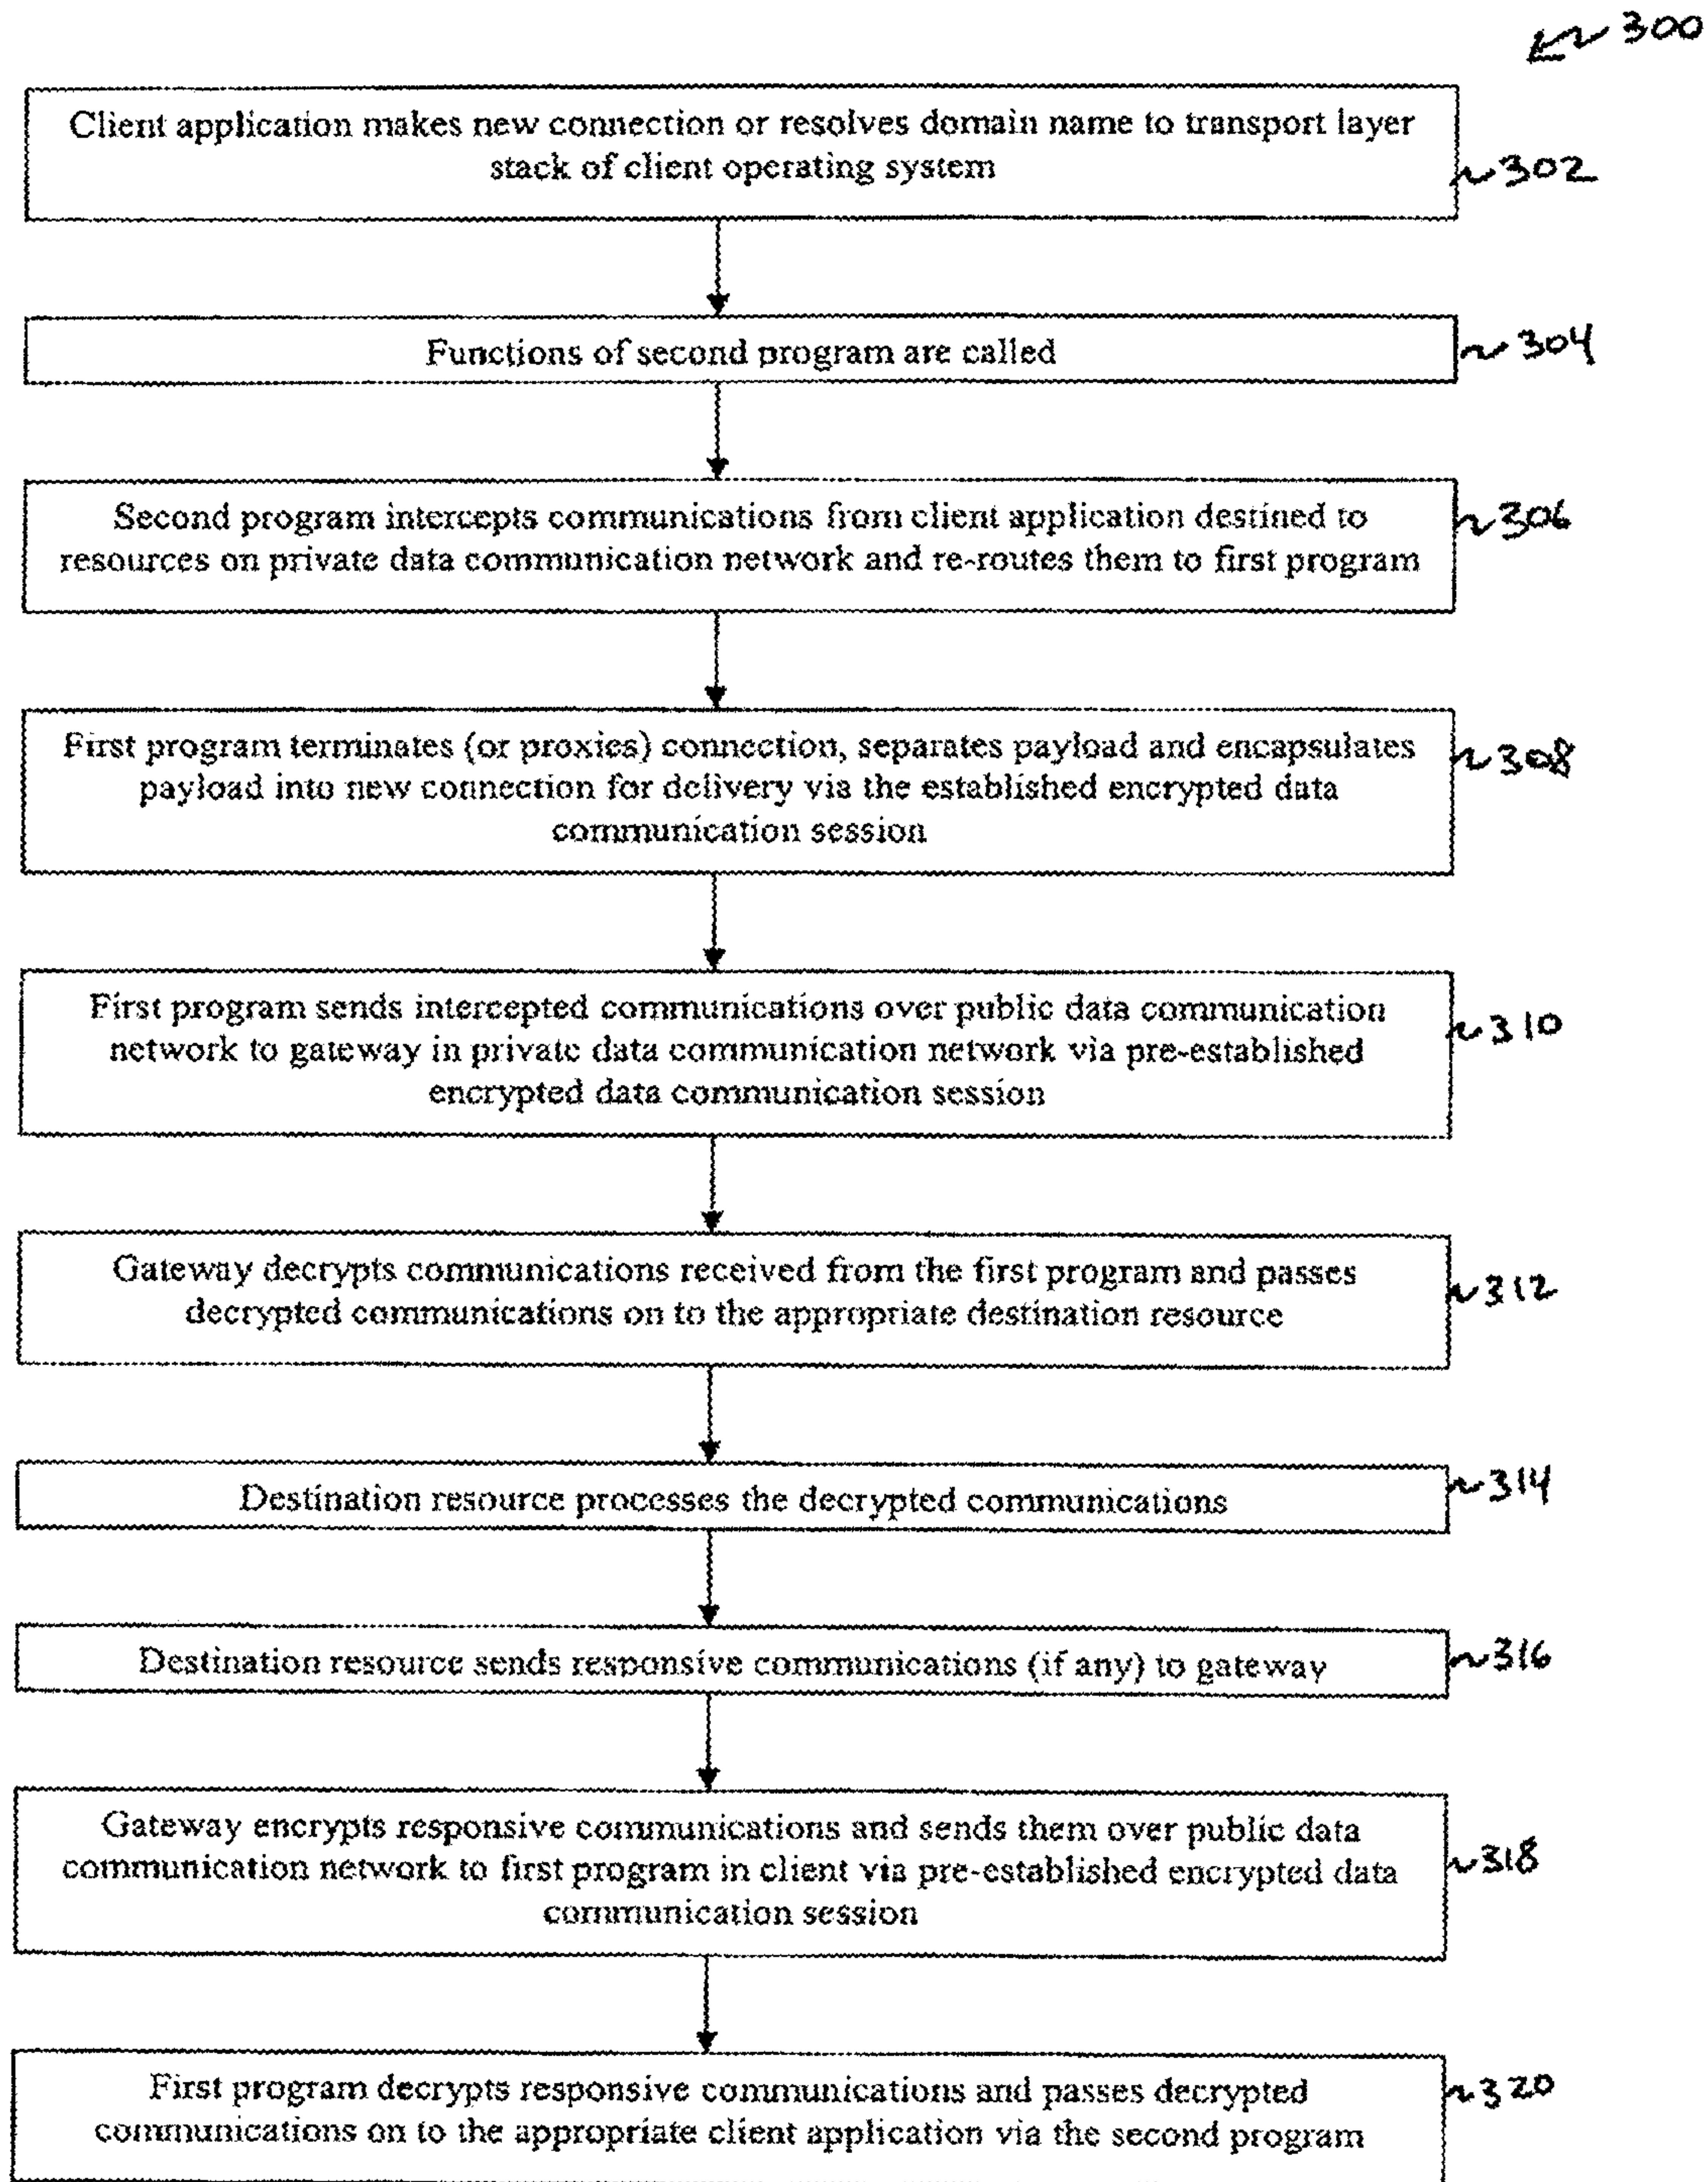 300
Client application makes new connection or resolves domain name to transport layer
stack of client operating system
302
Functions of second program are called
304
Second program intercepts communications from client application destined to
resources on private data communication network and re-routes them to first program
306
First program terminates (or proxies) connection, separates payload and encapsulates
payload into new connection for delivery via the established encrypted data
communication session
308
First program sends intercepted communications over public data communication
network to gateway in private data communication network via pre-established
encrypted data communication session
310
Gateway decrypts communications received from the first program and passes
decrypted communications on to the appropriate destination resource
312
Destination resource processes the decrypted communications
314
Destination resource sends responsive communications (if any) to gateway
316
Gateway encrypts responsive communications and sends them over public data
communication network to first program in client via pre-established encrypted data
communication session
318
First program decrypts responsive communications and passes decrypted
communications on to the appropriate client application via the second program
320